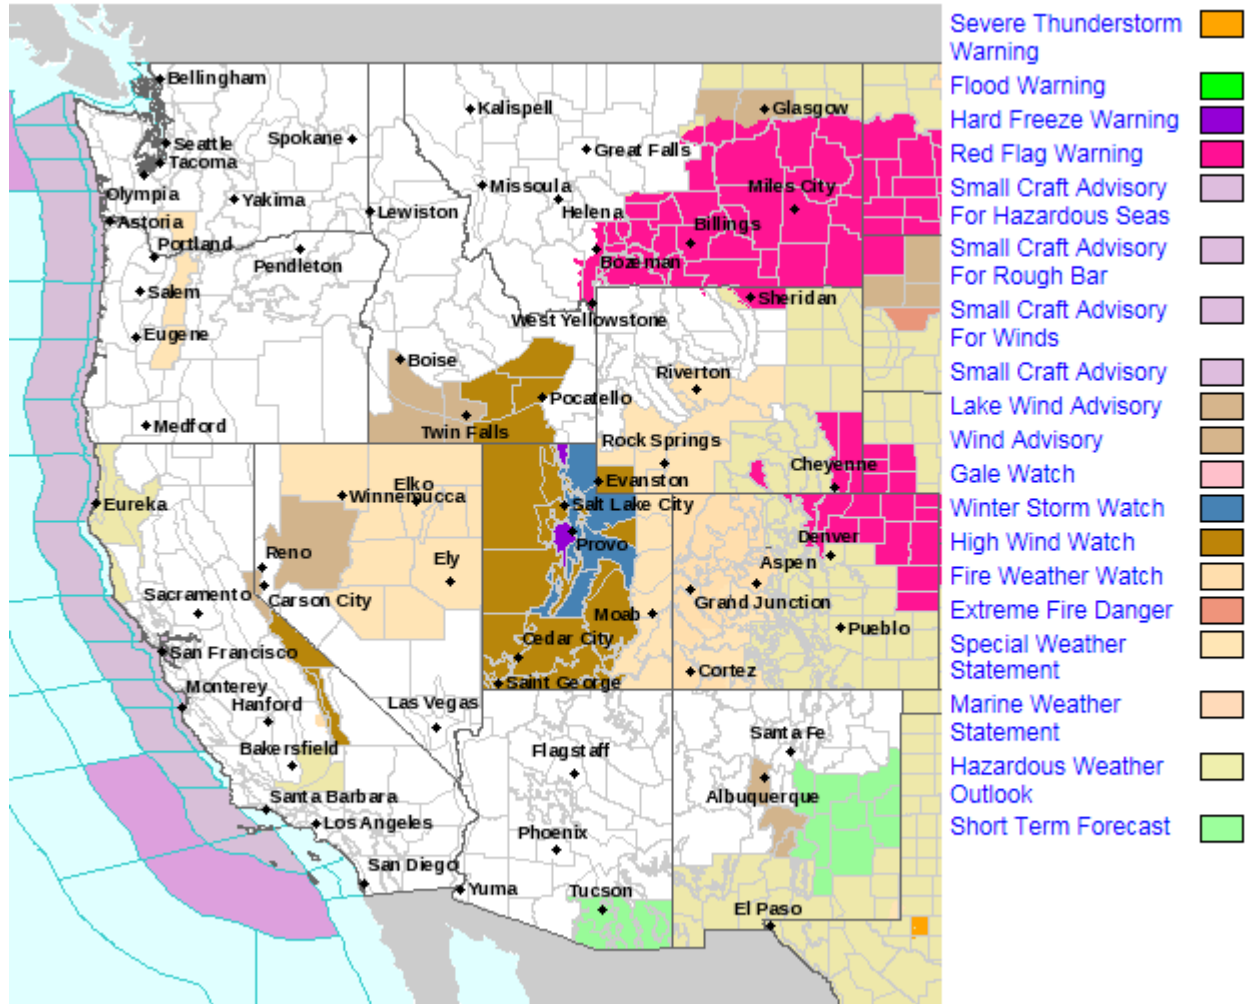 Bellingham
Seattle
Tacoma
Olympia
Spokane
Yakima
Astoria
Portland
Pendleton
Lewiston
Salem
Eugene
Medford
Kalispell
Great Falls
Missoula
Helena
Glasgow
Miles City
Billings
Bozeman
West Yellowstone
Sheridan
Boise
Pocatello
Twin Falls
Riverton
Rock Springs
Cheyenne
Evanston
Eureka
Elko
Winnemucca
Salt Lake City
Provo
Reno
Ely
Carson City
Sacramento
San Francisco
Denver
Aspen
Grand Junction
Moab
Pueblo
Cedar City
Saint George
Cortez
Monterey
Hanford
Las Vegas
Bakersfield
Flagstaff
Santa Fe
Albuquerque
Santa Barbara
Los Angeles
Phoenix
San Diego
Yuma
Tucson
El Paso
Severe Thunderstorm
Warning
Flood Warning
Hard Freeze Warning
Red Flag Warning
Small Craft Advisory
For Hazardous Seas
Small Craft Advisory
For Rough Bar
Small Craft Advisory
For Winds
Small Craft Advisory
Lake Wind Advisory
Wind Advisory
Gale Watch
Winter Storm Watch
High Wind Watch
Fire Weather Watch
Extreme Fire Danger
Special Weather
Statement
Marine Weather
Statement
Hazardous Weather
Outlook
Short Term Forecast